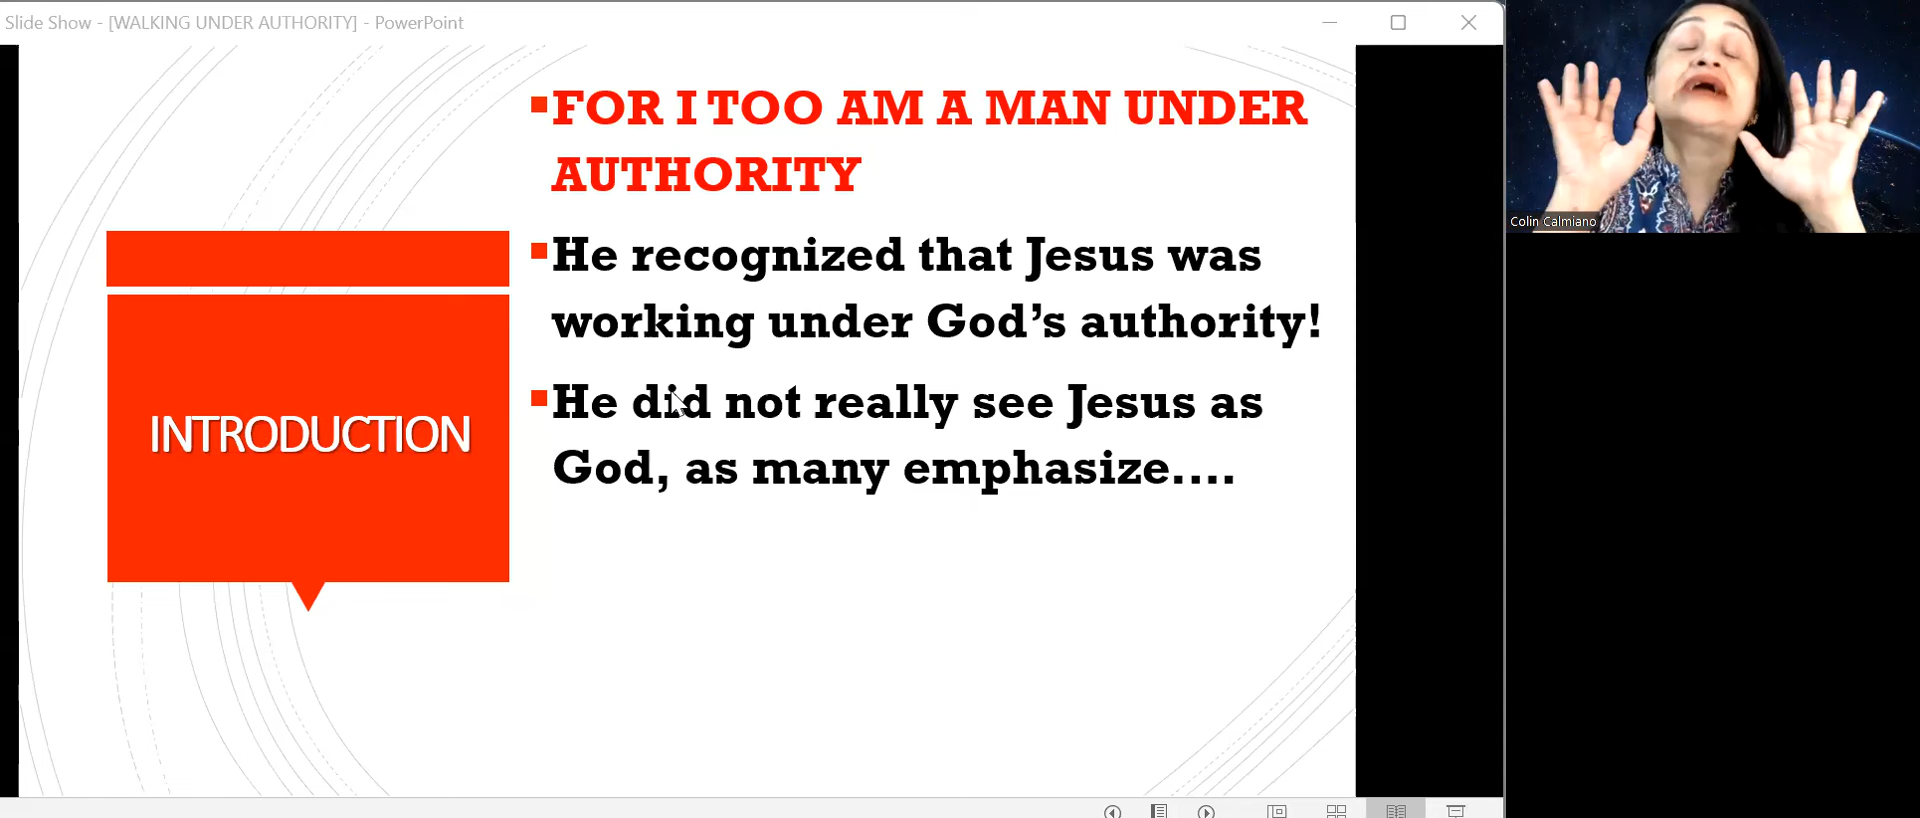 Slide Show - [WALKING UNDER AUTHORITY] - PowerPoint
FOR I TOO AM A MAN UNDER
AUTHORITY
He recognized that Jesus was
working under God’s authority!
He did not really see Jesus as
God, as many emphasize....
INTRODUCTION
Colin Calmiano